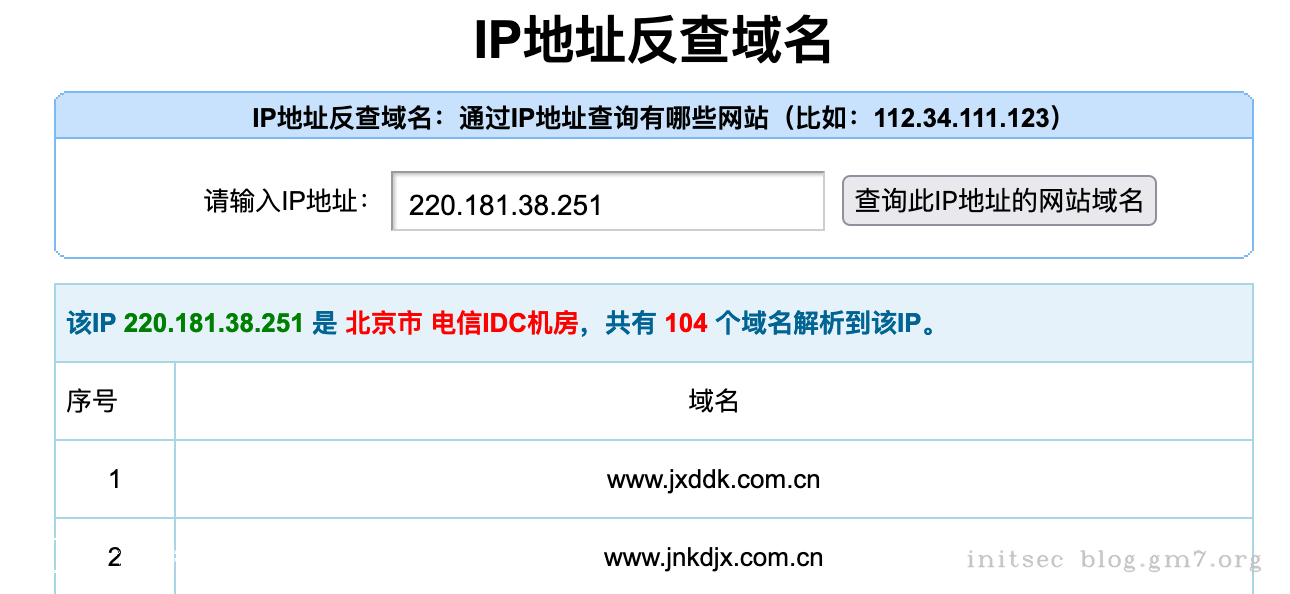 IP地址反查域名
IP地址反查域名：通过IP地址查询有哪些网站（比如：112.34.111.123）
请输入IP地址： 220.181.38.251 查询此IP地址的网站域名
该IP 220.181.38.251 是 北京市 电信IDC机房，共有 104 个域名解析到该IP。
序号 域名
1 www.jxddk.com.cn
2 www.jnkdjx.com.cn
initsec blog.gm7.org